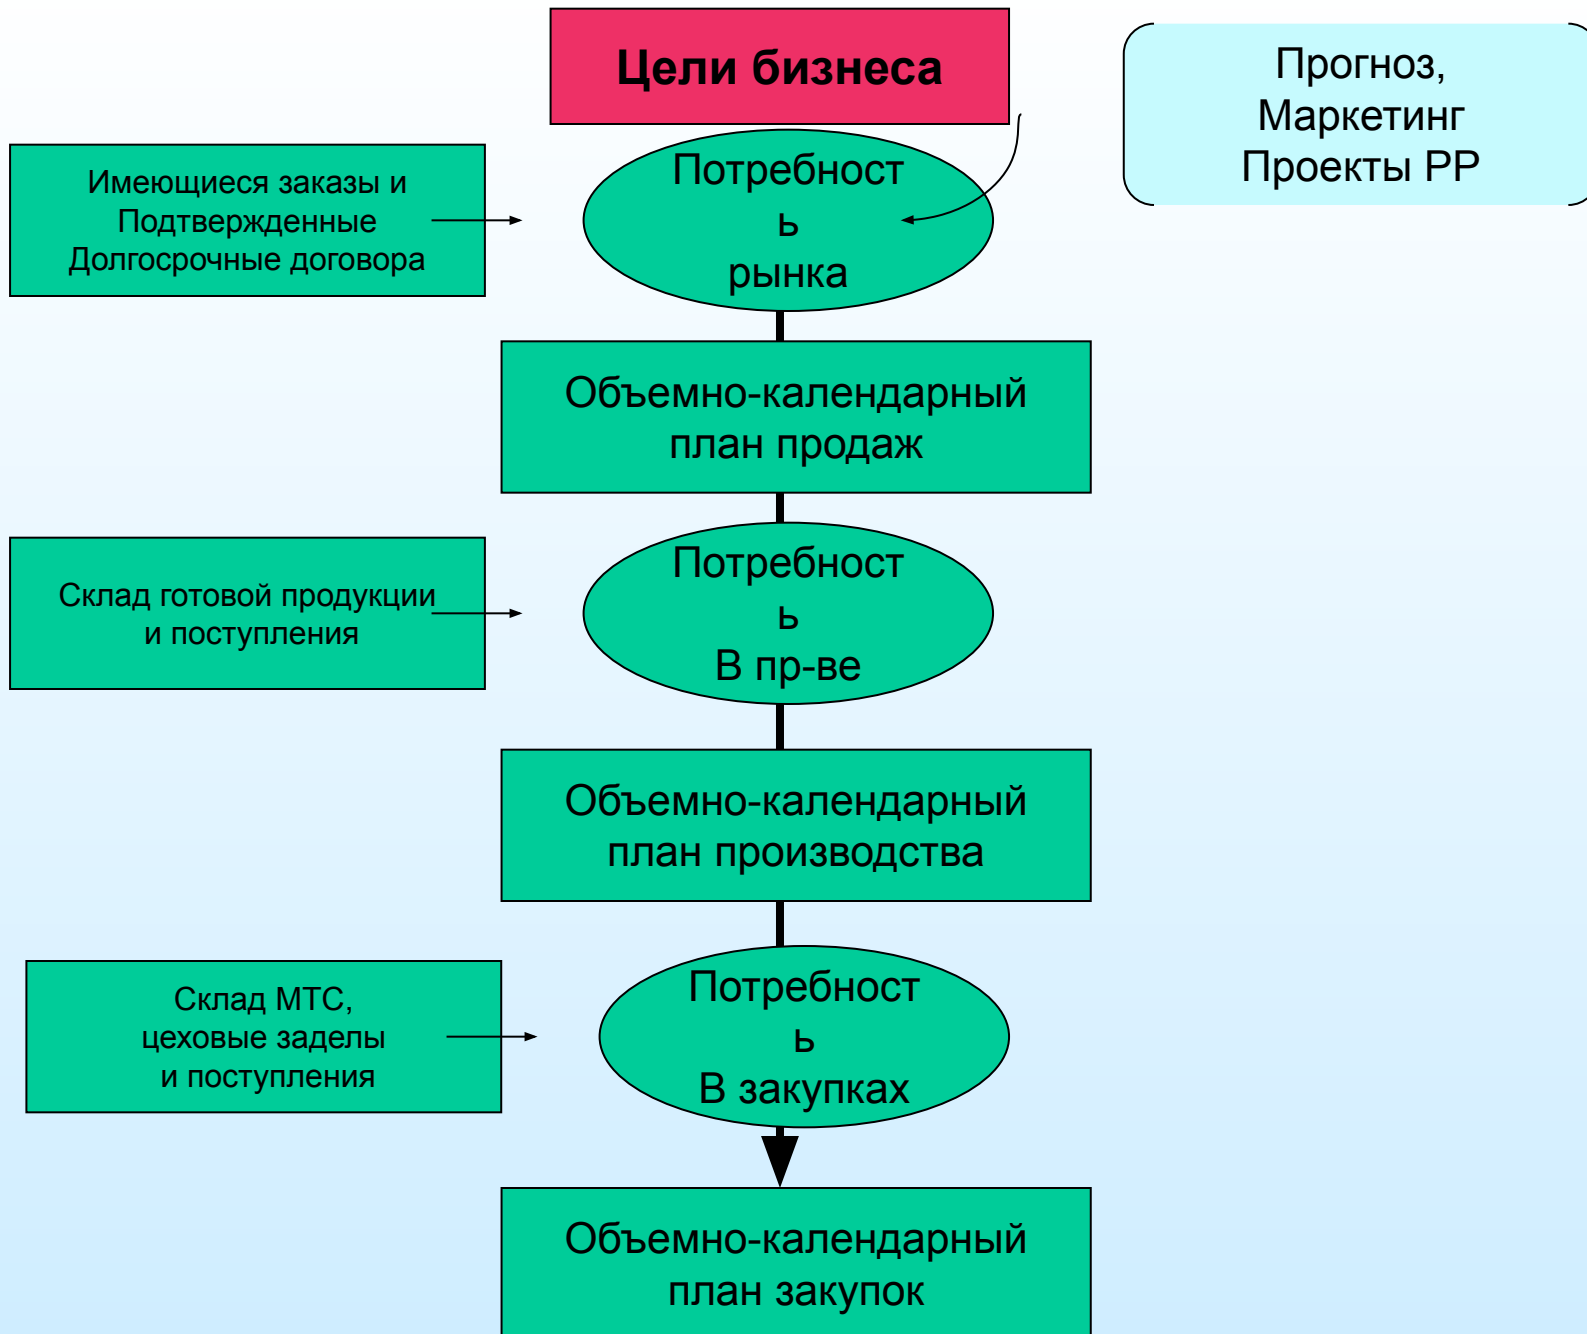 Цели бизнеса
Прогноз,
Маркетинг
Проекты РР
Имеющиеся заказы и
Подтвержденные
Долгосрочные договора
Потребност
ь
рынка
Объемно-календарный
план продаж
Склад готовой продукции
и поступления
Потребност
ь
В пр-ве
Объемно-календарный
план производства
Склад МТС,
цеховые заделы
и поступления
Потребност
ь
В закупках
Объемно-календарный
план закупок